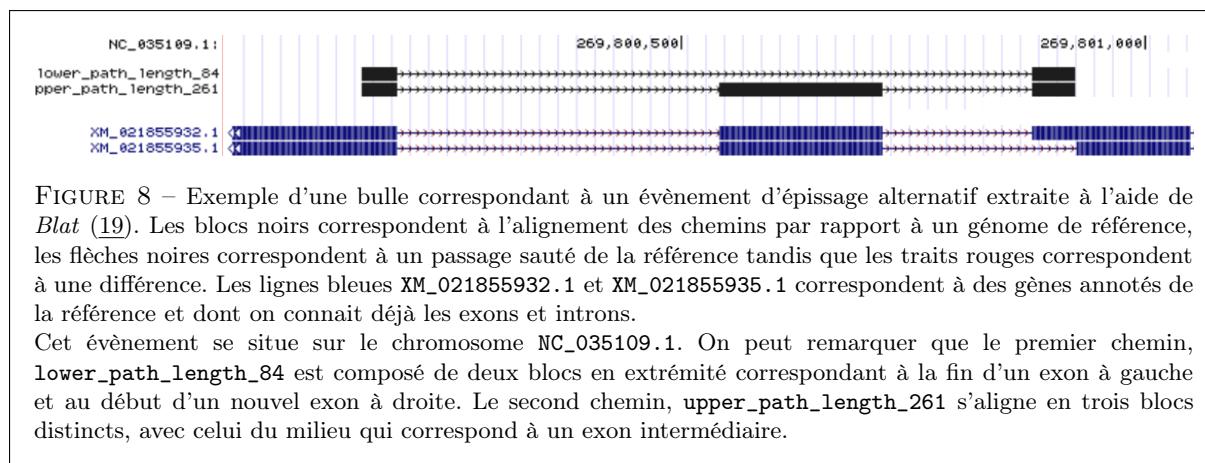 NC_035109.1:
269,800,500|
269,801,000|
lower_path_length_84
pper_path_length_261
XM_021855932.1
XM_021855935.1
FIGURE 8 – Exemple d'une bulle correspondant à un évènement d'épissage alternatif extraite à l'aide de
Blat (19). Les blocs noirs correspondent à l'alignement des chemins par rapport à un génome de référence,
les flèches noires correspondent à un passage sauté de la référence tandis que les traits rouges correspondent
à une différence. Les lignes bleues XM_021855932.1 et XM_021855935.1 correspondent à des gènes annotés de
la référence et dont on connait déjà les exons et introns.
Cet évènement se situe sur le chromosome NC_035109.1. On peut remarquer que le premier chemin,
lower_path_length_84 est composé de deux blocs en extrémité correspondant à la fin d'un exon à gauche
et au début d'un nouvel exon à droite. Le second chemin, upper_path_length_261 s'aligne en trois blocs
distincts, avec celui du milieu qui correspond à un exon intermédiaire.